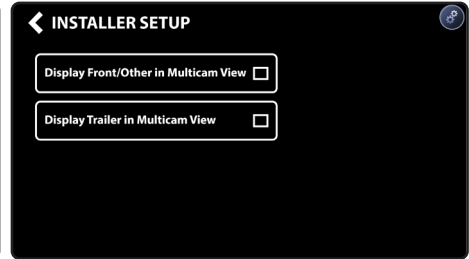 INSTALLER SETUP
Display Front/Other in Multicam View
Display Trailer in Multicam View